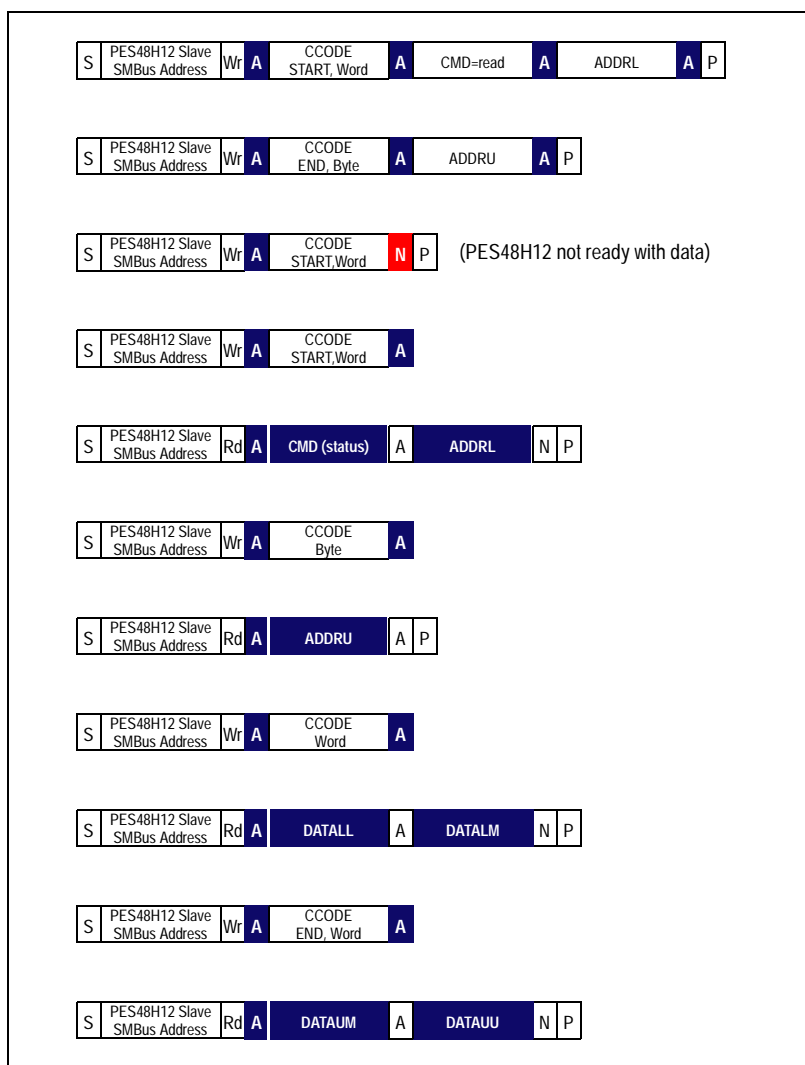 S PES48H12 Slave SMBus Address Wr A CCODE START, Word A CMD=read A ADDRL A P
S PES48H12 Slave SMBus Address Wr A CCODE END, Byte A ADDRU A P
S PES48H12 Slave SMBus Address Wr A CCODE START,Word N P (PES48H12 not ready with data)
S PES48H12 Slave SMBus Address Wr A CCODE START,Word A
S PES48H12 Slave SMBus Address Rd A CMD (status) A ADDRL N P
S PES48H12 Slave SMBus Address Wr A CCODE Byte A
S PES48H12 Slave SMBus Address Rd A ADDRU A P
S PES48H12 Slave SMBus Address Wr A CCODE Word A
S PES48H12 Slave SMBus Address Rd A DATALL A DATALM N P
S PES48H12 Slave SMBus Address Wr A CCODE END, Word A
S PES48H12 Slave SMBus Address Rd A DATAUM A DATAUU N P